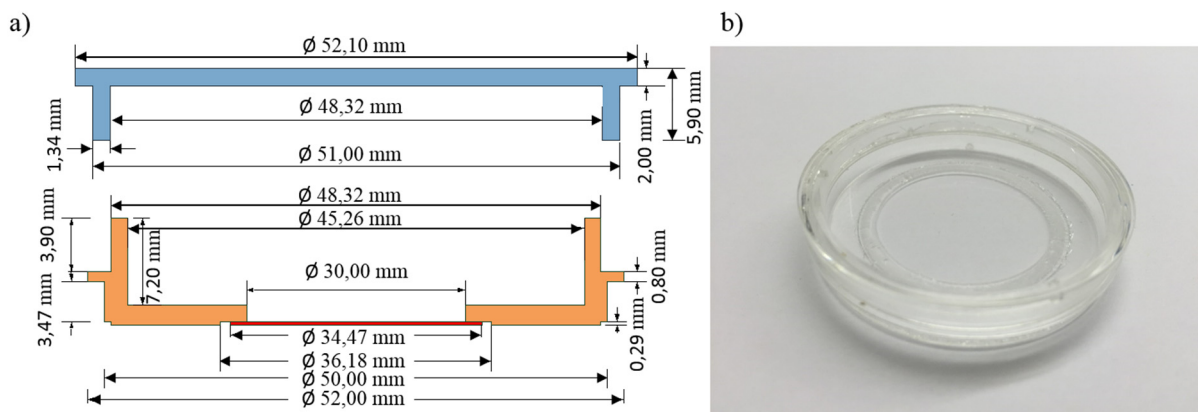 a)
b)
Ø 52,10 mm
Ø 48,32 mm
1,34 mm
Ø 51,00 mm
2,00 mm
5,90 mm
Ø 48,32 mm
Ø 45,26 mm
3,90 mm
7,20 mm
Ø 30,00 mm
0,80 mm
3,47 mm
0,29 mm
Ø 34,47 mm
Ø 36,18 mm
Ø 50,00 mm
Ø 52,00 mm